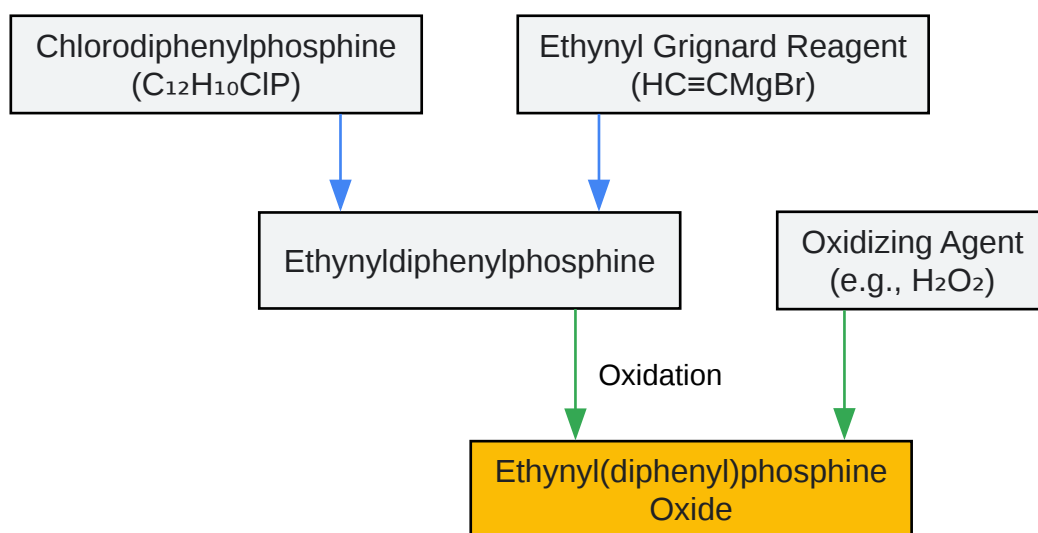 Chlorodiphenylphosphine
(C₁₂H₁₀ClP)
Ethynyl Grignard Reagent
(HC≡CMgBr)
Ethynyldiphenylphosphine
Oxidizing Agent
(e.g., H₂O₂)
Oxidation
Ethynyl(diphenyl)phosphine
Oxide